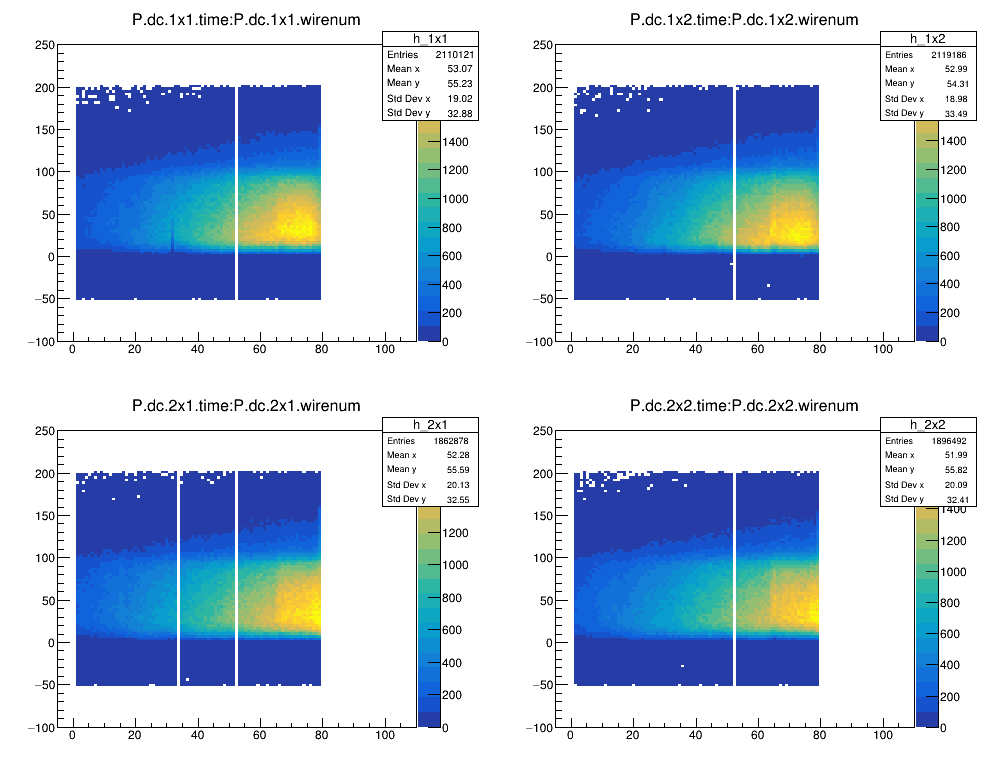 P.dc.1x1.time:P.dc.1x1.wirenum
h_1x1
Entries 2110121
Mean x 53.07
Mean y 55.23
Std Dev x 19.02
Std Dev y 32.88
250
200
150
100
50
0
−50
−100
0 20 40 60 80 100
1400
1200
1000
800
600
400
200
0
P.dc.1x2.time:P.dc.1x2.wirenum
h_1x2
Entries 2119186
Mean x 52.99
Mean y 54.31
Std Dev x 18.98
Std Dev y 33.49
250
200
150
100
50
0
−50
−100
0 20 40 60 80 100
1400
1200
1000
800
600
400
200
0
P.dc.2x1.time:P.dc.2x1.wirenum
h_2x1
Entries 1862878
Mean x 52.28
Mean y 55.59
Std Dev x 20.13
Std Dev y 32.55
250
200
150
100
50
0
−50
−100
0 20 40 60 80 100
1200
1000
800
600
400
200
0
P.dc.2x2.time:P.dc.2x2.wirenum
h_2x2
Entries 1896492
Mean x 51.99
Mean y 55.82
Std Dev x 20.09
Std Dev y 32.41
250
200
150
100
50
0
−50
−100
0 20 40 60 80 100
1400
1200
1000
800
600
400
200
0